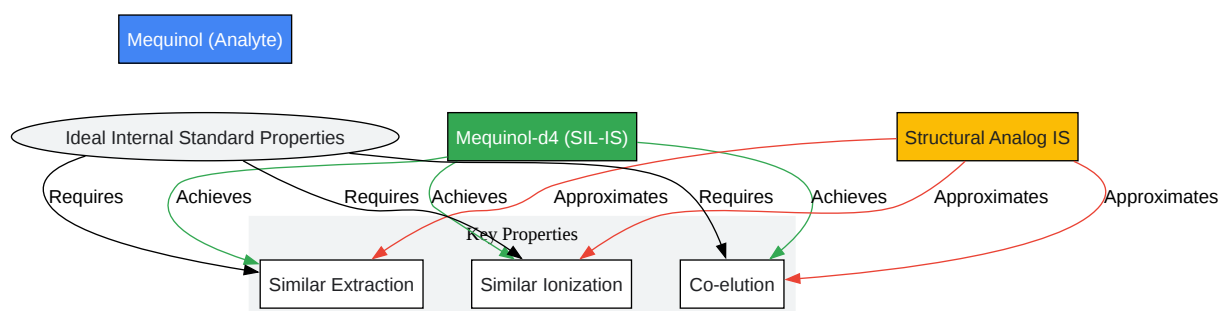 Mequinol (Analyte)
Ideal Internal Standard Properties
Mequinol-d4 (SIL-IS)
Structural Analog IS
Requires
Achieves
Requires
Achieves
Approximates
Requires
Achieves
Approximates
Approximates
Key Properties
Similar Extraction
Similar Ionization
Co-elution